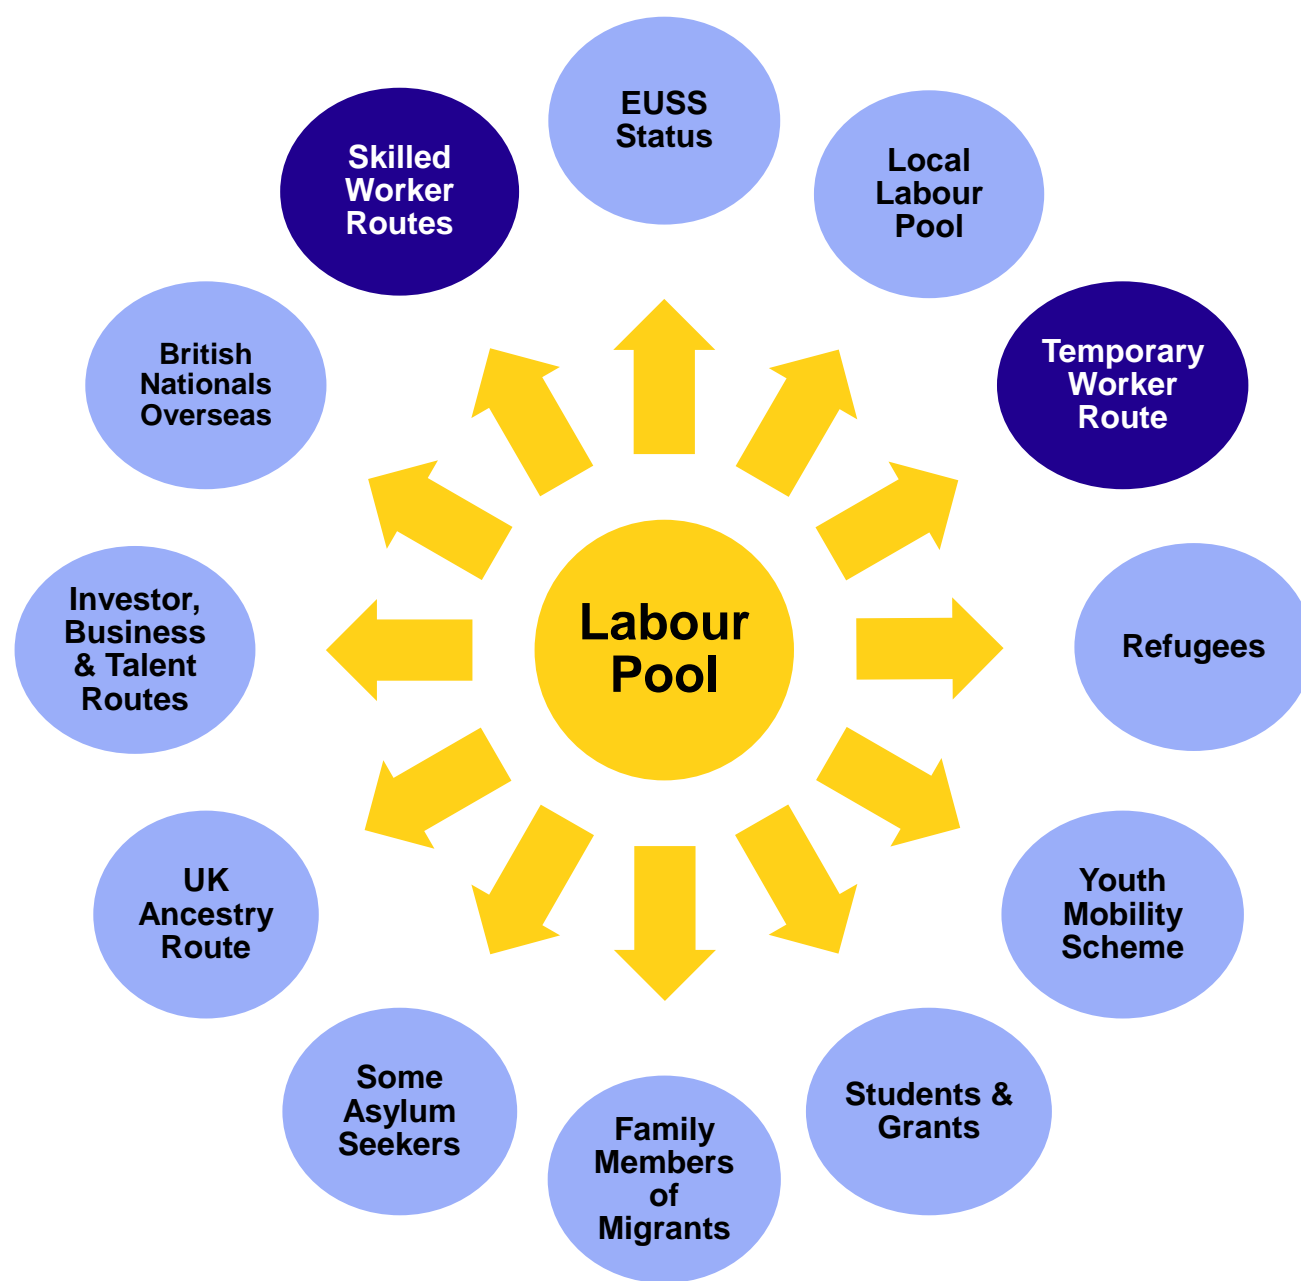 EUSS
Status
Local
Labour
Pool
Temporary
Worker
Route
Refugees
Youth
Mobility
Scheme
Students &
Grants
Family
Members
of
Migrants
Some
Asylum
Seekers
UK
Ancestry
Route
Investor,
Business
& Talent
Routes
British
Nationals
Overseas
Skilled
Worker
Routes
Labour
Pool